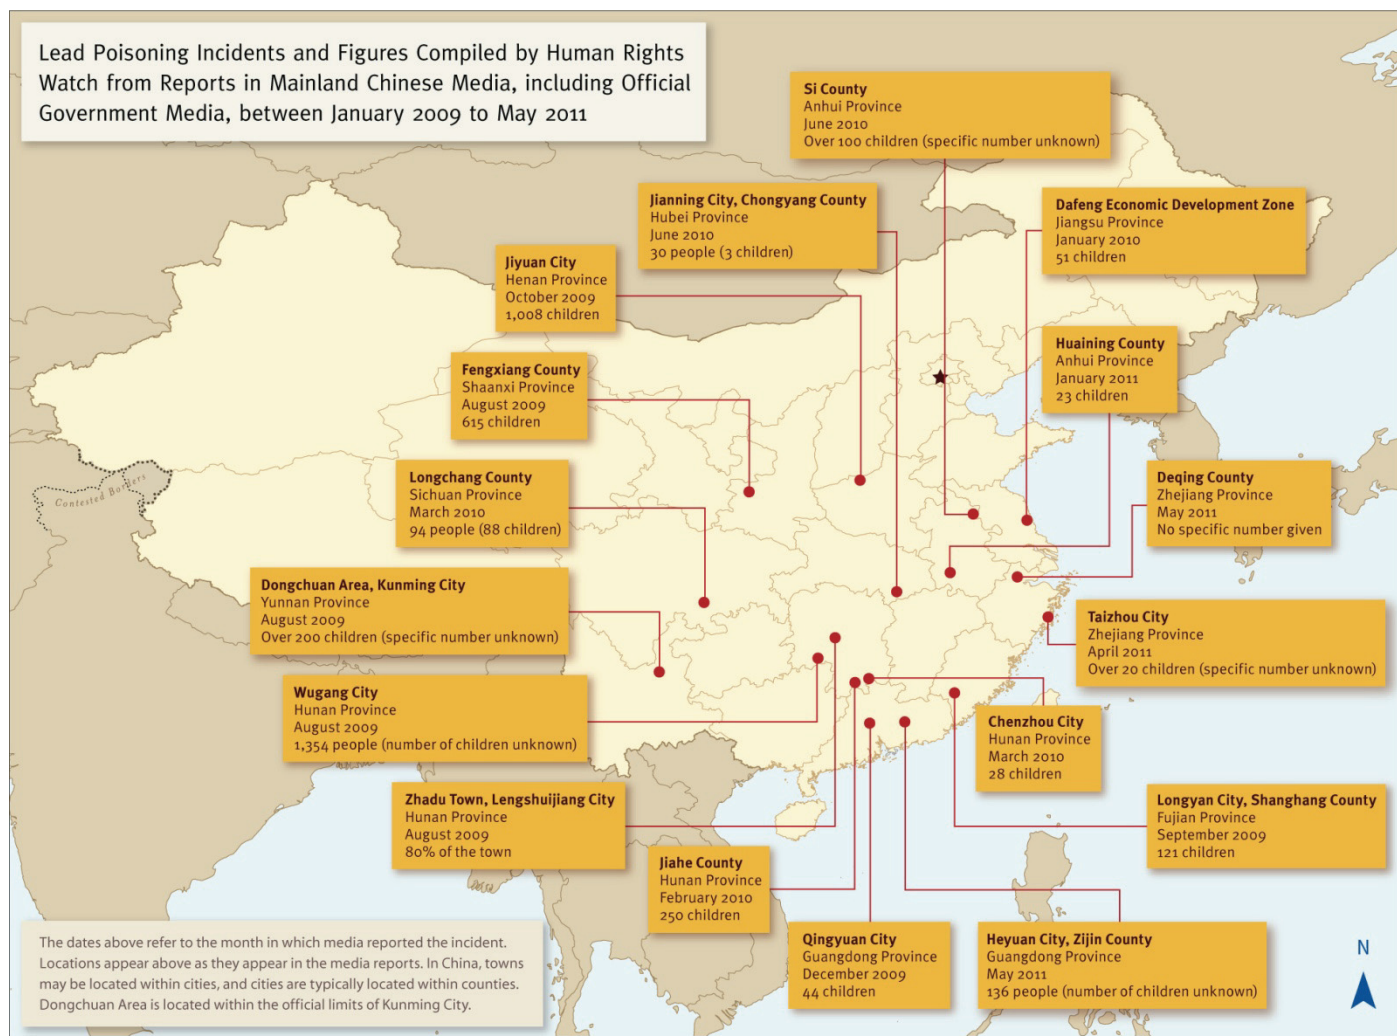 Lead Poisoning Incidents and Figures Compiled by Human Rights
Watch from Reports in Mainland Chinese Media, including Official
Government Media, between January 2009 to May 2011
Si County
Anhui Province
June 2010
Over 100 children (specific number unknown)
Jianning City, Chongyang County
Hubei Province
June 2010
30 people (3 children)
Dafeng Economic Development Zone
Jiangsu Province
January 2010
51 children
Jiyuan City
Henan Province
October 2009
1,008 children
Huaining County
Anhui Province
January 2011
23 children
Fengxiang County
Shaanxi Province
August 2009
615 children
Longchang County
Sichuan Province
March 2010
94 people (88 children)
Deqing County
Zhejiang Province
May 2011
No specific number given
Contested Borders
Dongchuan Area, Kunming City
Yunnan Province
August 2009
Over 200 children (specific number unknown)
Taizhou City
Zhejiang Province
April 2011
Over 20 children (specific number unknown)
Wugang City
Hunan Province
August 2009
1,354 people (number of children unknown)
Chenzhou City
Hunan Province
March 2010
28 children
Zhadu Town, Lengshuijiang City
Hunan Province
August 2009
80% of the town
Longyan City, Shanghang County
Fujian Province
September 2009
121 children
Jiahe County
Hunan Province
February 2010
250 children
Qingyuan City
Guangdong Province
December 2009
44 children
Heyuan City, Zijin County
Guangdong Province
May 2011
136 people (number of children unknown)
The dates above refer to the month in which media reported the incident.
Locations appear above as they appear in the media reports. In China, towns
may be located within cities, and cities are typically located within counties.
Dongchuan Area is located within the official limits of Kunming City.
N